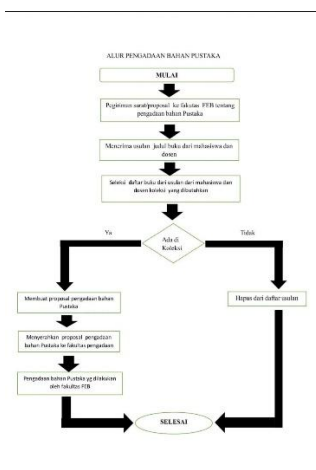 ALUR PENGADAAN BAHAN PUSTAKA
MULAI
Pegiriman surat/proposal ke fakultas FEB tentang
pengadaan bahan Pustaka
Menerima usulan judul buku dari mahasiswa dan
dosen
Seleksi daftar buku dari usulan dari mahasiswa dan
dosen koleksi yang dibutuhkan
Ya
Ada di
Koleksi
Tidak
Membuat proposal pengadaan bahan
Pustaka
Hapus dari daftar usulan
Menyerahkan proposal pengadaan
bahan Pustaka ke fakultas pengadaan
Pengadaan bahan Pustaka yg dilakukan
oleh fakultas FEB
SELESAI